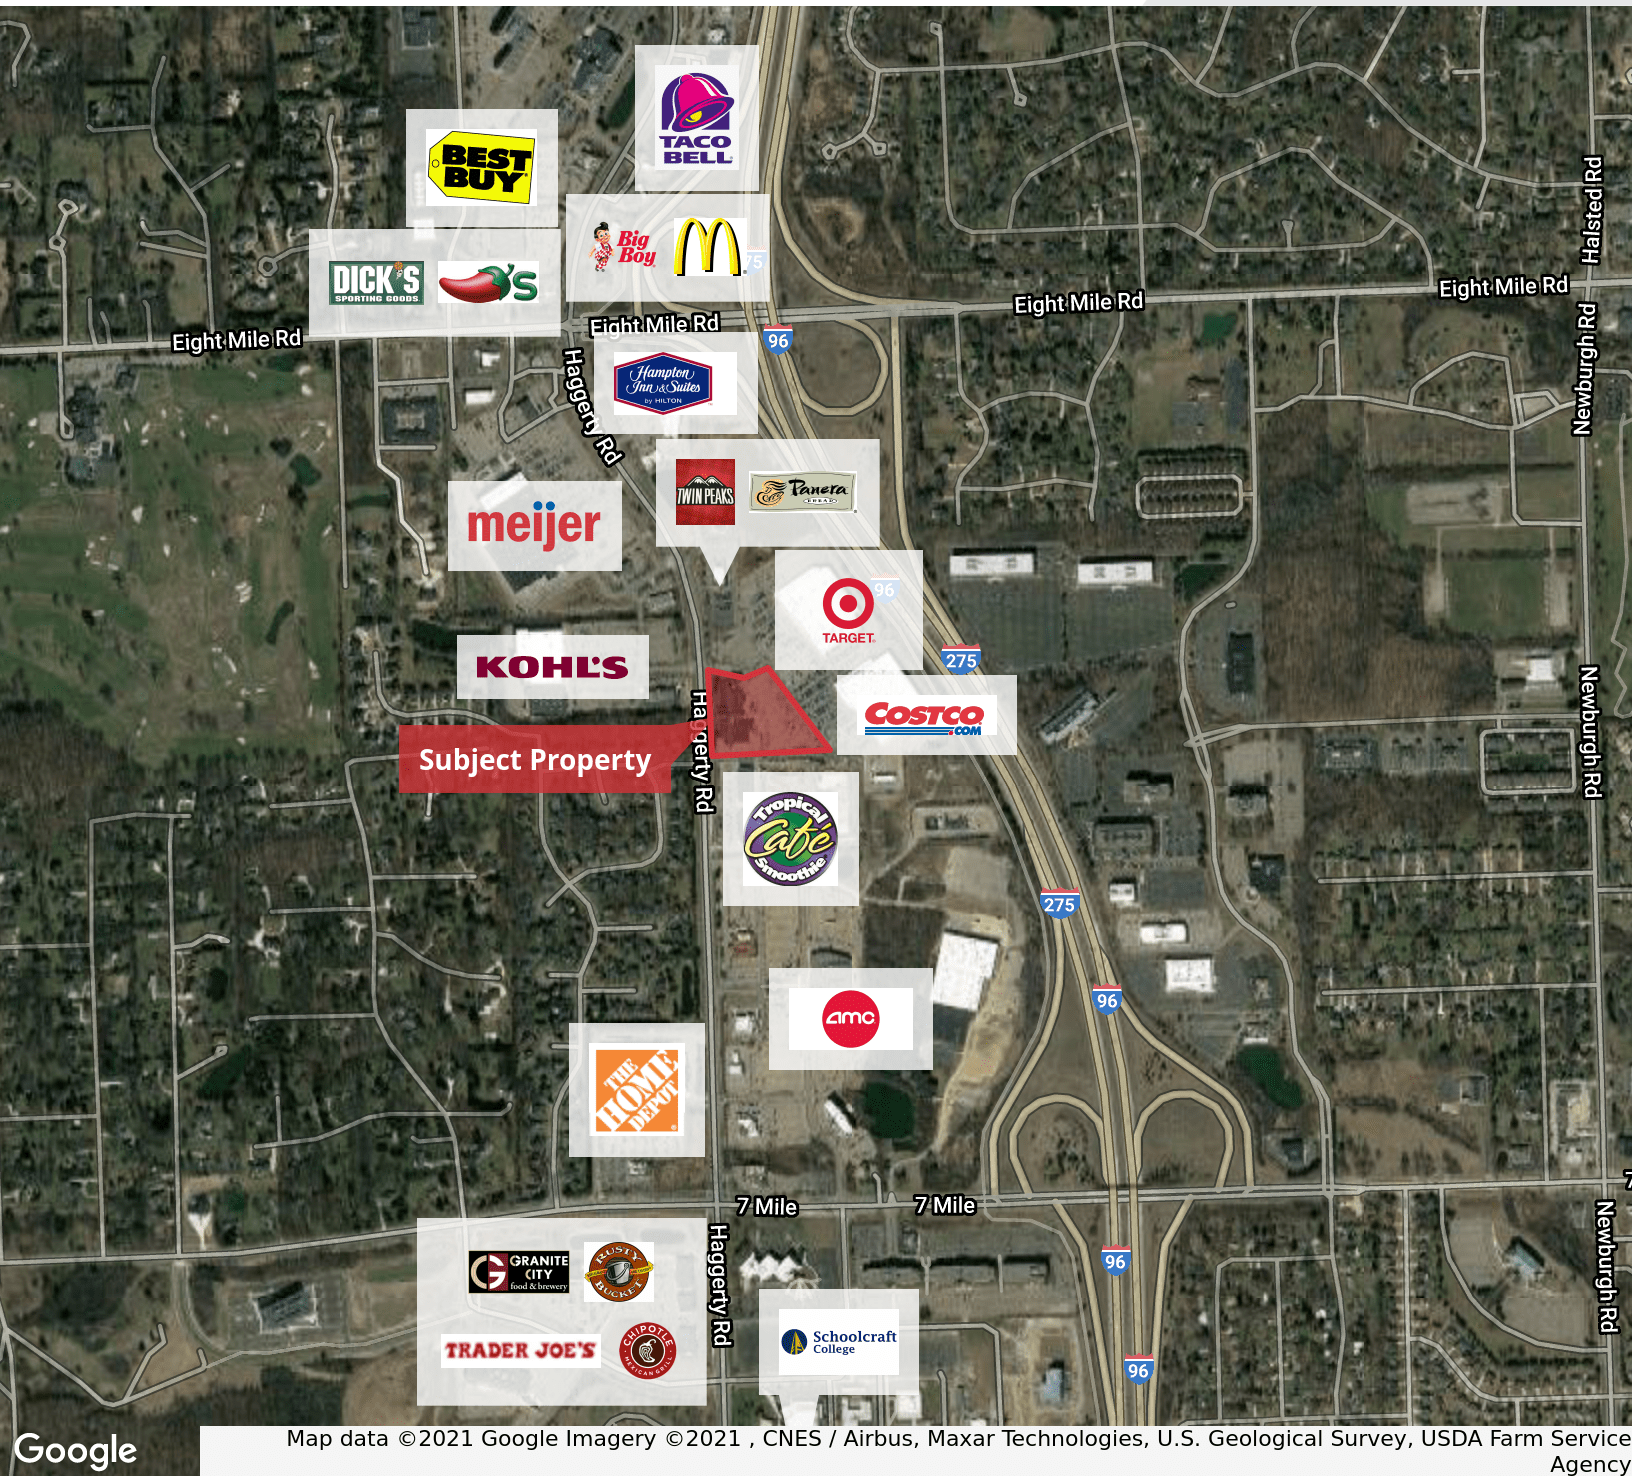 TACO
BELL
BEST
BUY
Big
Boy
75
DICK'S
SPORTING GOODS
'S
Halsted Rd
Eight Mile Rd
Eight Mile Rd
Eight Mile Rd
Eight Mile Rd
96
Haggerty Rd
Hampton
Inn & Suites
by HILTON
Newburgh Rd
TWIN PEAKS
Panera
BREAD
meijer
96
TARGET
275
KOHL'S
Haggerty Rd
COSTCO
.COM
Newburgh Rd
Subject Property
Tropical
Café
Smoothie
275
amc
96
THE
HOME
DEPOT
7 Mile
7 Mile
7
Haggerty Rd
Newburgh Rd
96
GRANITE
CITY
food & brewery
RUSTY
BUCKET
TRADER JOE'S
CHIPOTLE
MEXICAN GRILL
Schoolcraft
College
96
Google
Map data ©2021 Google Imagery ©2021 , CNES / Airbus, Maxar Technologies, U.S. Geological Survey, USDA Farm Service
Agency